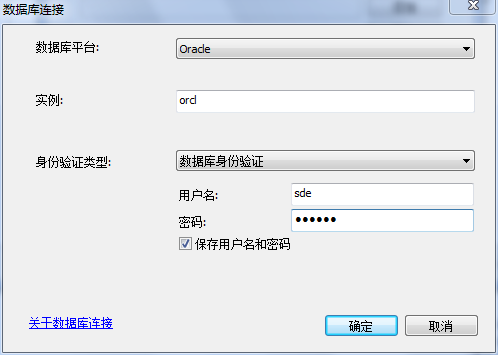 数据库连接
数据库平台:
Oracle
实例:
orcl
身份验证类型:
数据库身份验证
用户名:
sde
密码:
●●●●●●
保存用户名和密码
关于数据库连接
确定
取消